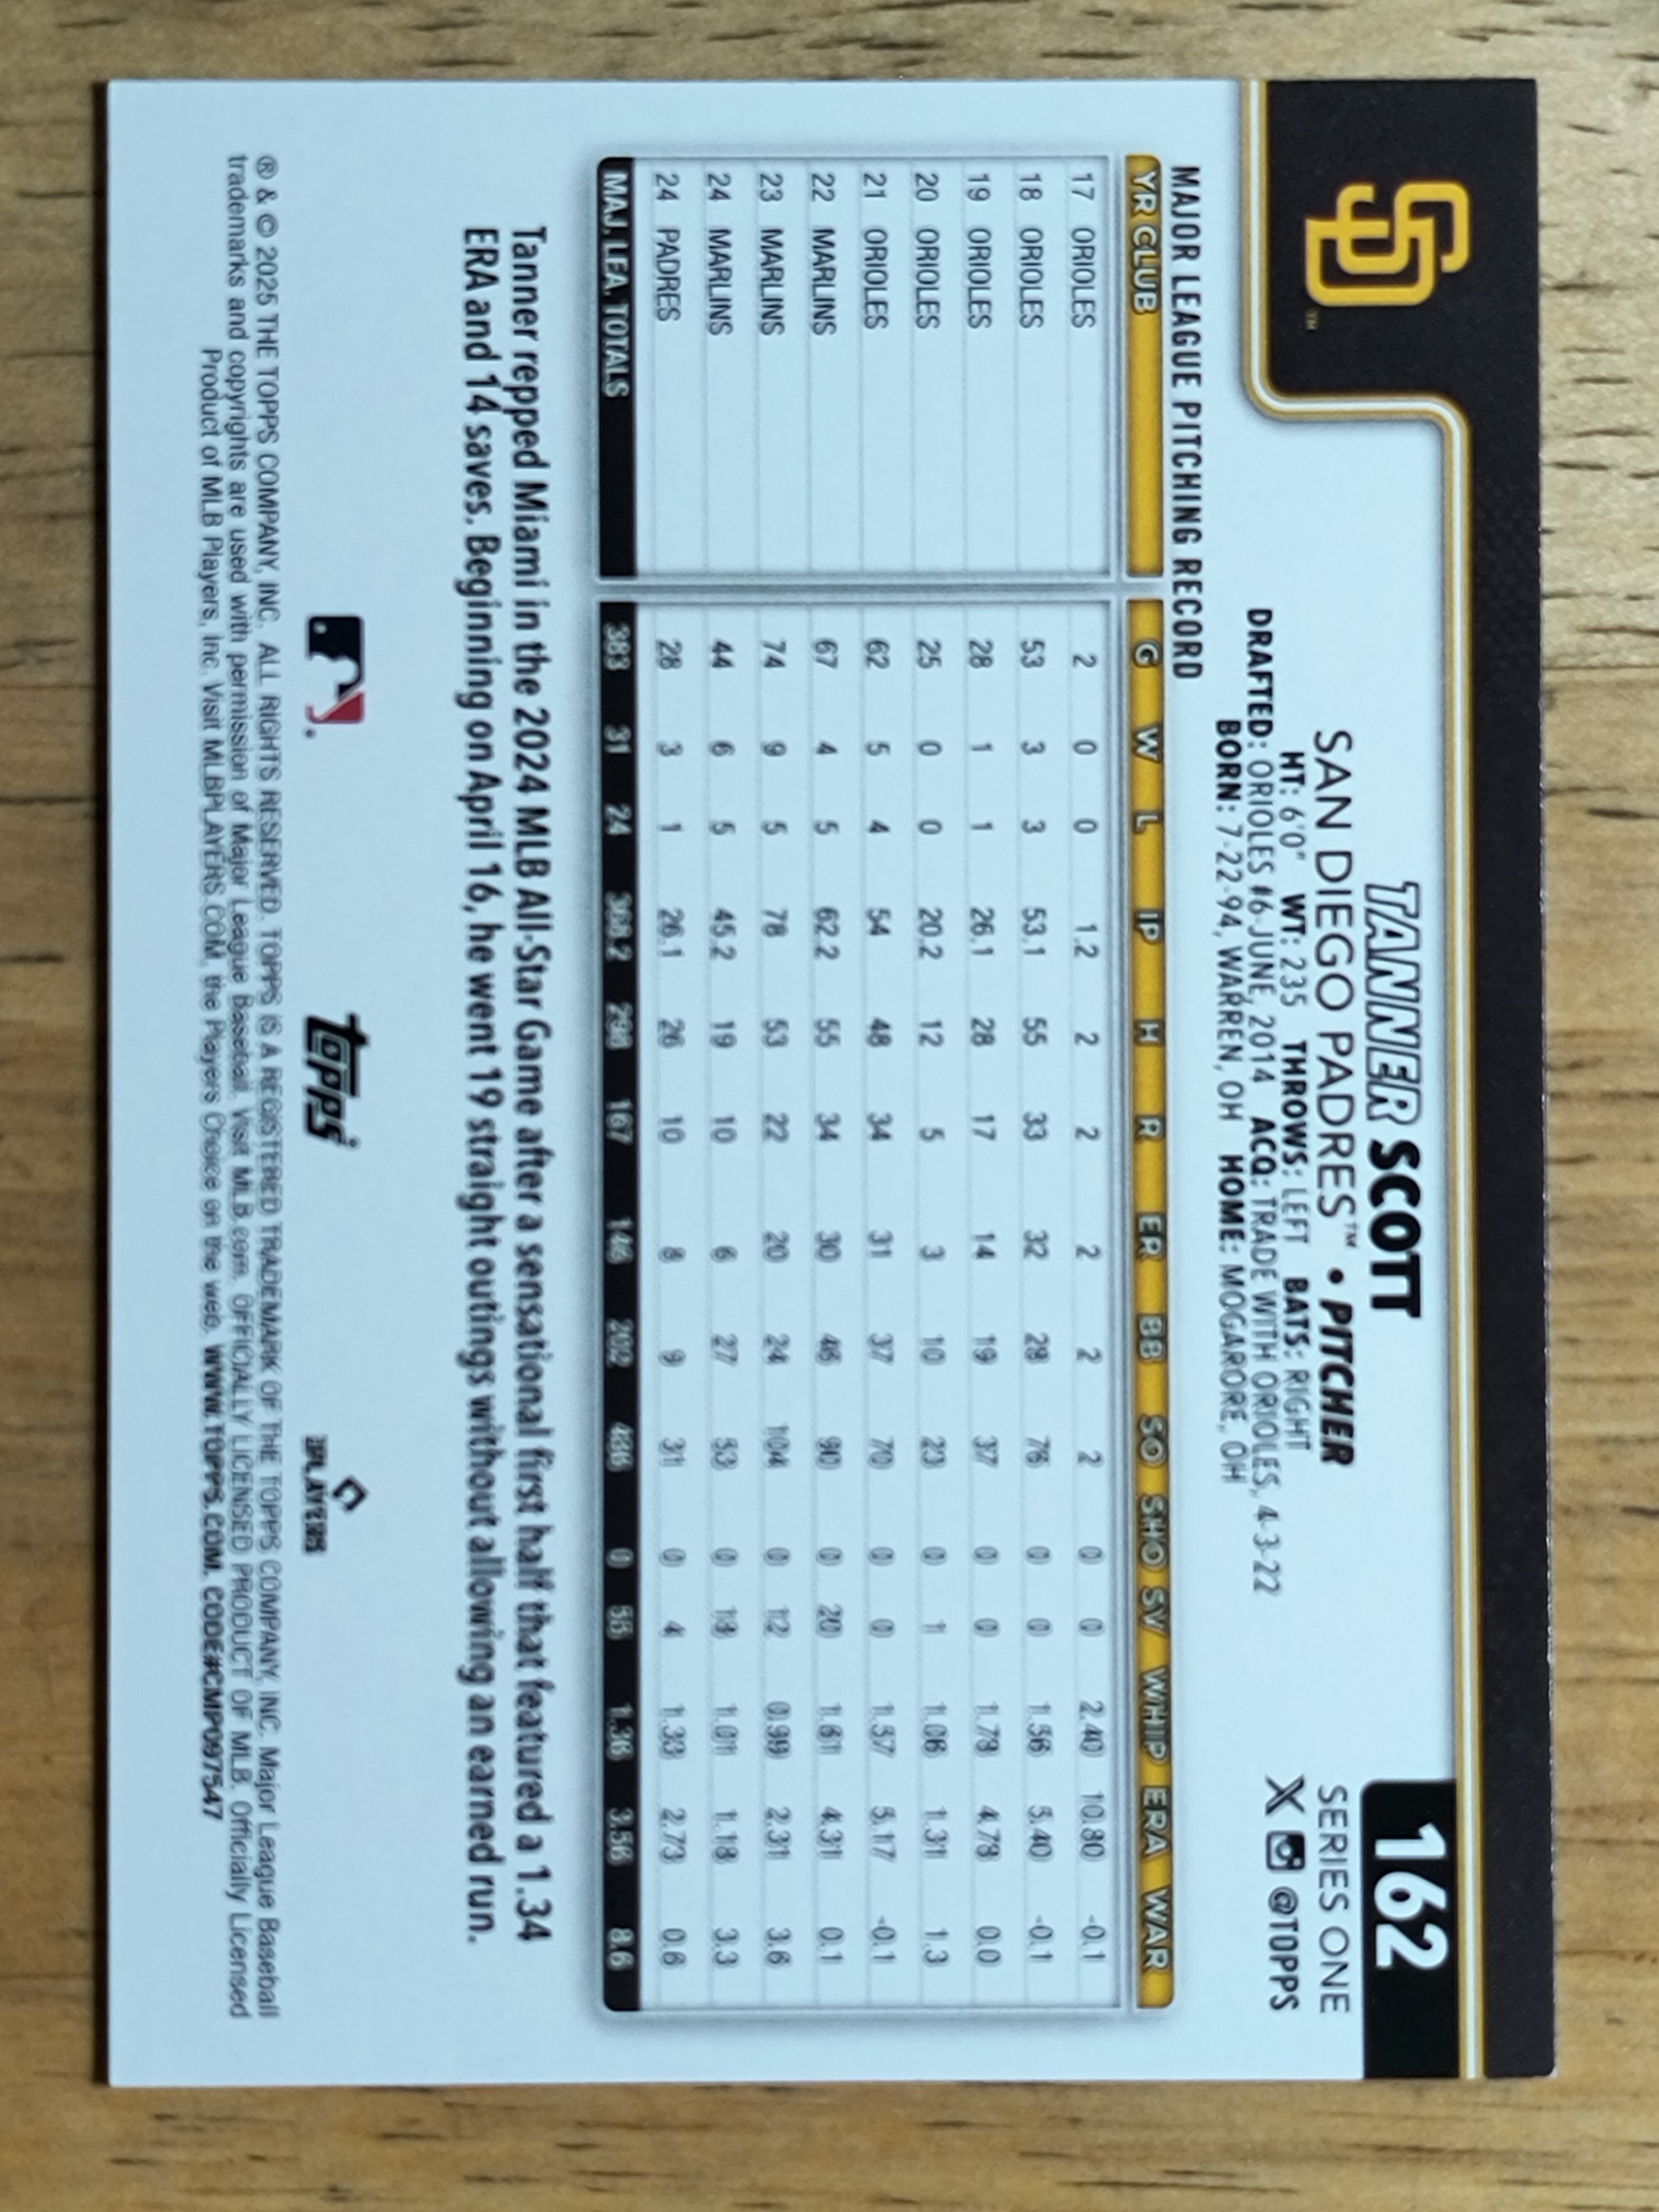 162
SERIES ONE
X @TOPPS
SD™
TANNER SCOTT
SAN DIEGO PADRES™ • PITCHER
HT: 6'0" WT: 235 THROWS: LEFT BATS: RIGHT
DRAFTED: ORIOLES #6-JUNE, 2014 ACQ: TRADE WITH ORIOLES, 4-3-22
BORN: 7-22-94, WARREN, OH HOME: MOGARORE, OH
MAJOR LEAGUE PITCHING RECORD
YR CLUB G W L IP H R ER BB SO SHO SV WHIP ERA WAR
17 ORIOLES 2 0 0 1.2 2 2 2 2 2 0 0 2.40 10.80 -0.1
18 ORIOLES 53 3 3 53.1 55 33 32 28 76 0 0 1.56 5.40 -0.1
19 ORIOLES 28 1 1 26.1 28 17 14 19 37 0 0 1.78 4.78 0.0
20 ORIOLES 25 0 0 20.2 12 5 3 10 23 0 1 1.06 1.31 1.3
21 ORIOLES 62 5 4 54 48 34 31 37 70 0 0 1.57 5.17 -0.1
22 MARLINS 67 4 5 62.2 55 34 30 46 90 0 20 1.61 4.31 0.1
23 MARLINS 74 9 5 78 53 22 20 24 104 0 12 0.99 2.31 3.6
24 MARLINS 44 6 5 45.2 19 10 6 27 53 0 18 1.01 1.18 3.3
24 PADRES 28 3 1 26.1 26 10 8 9 31 0 4 1.33 2.73 0.6
MAJ. LEA. TOTALS 383 31 24 368.2 298 167 146 202 486 0 55 1.36 3.56 8.6
Tanner repped Miami in the 2024 MLB All-Star Game after a sensational first half that featured a 1.34
ERA and 14 saves. Beginning on April 16, he went 19 straight outings without allowing an earned run.
topps®
PLAYERS
® & © 2025 THE TOPPS COMPANY, INC. ALL RIGHTS RESERVED. TOPPS IS A REGISTERED TRADEMARK OF THE TOPPS COMPANY, INC. Major League Baseball
trademarks and copyrights are used with permission of Major League Baseball. Visit MLB.com. OFFICIALLY LICENSED PRODUCT OF MLB. Officially Licensed
Product of MLB Players, Inc. Visit MLBPLAYERS.COM, the Players Choice on the web. WWW.TOPPS.COM. CODE#CMP097547